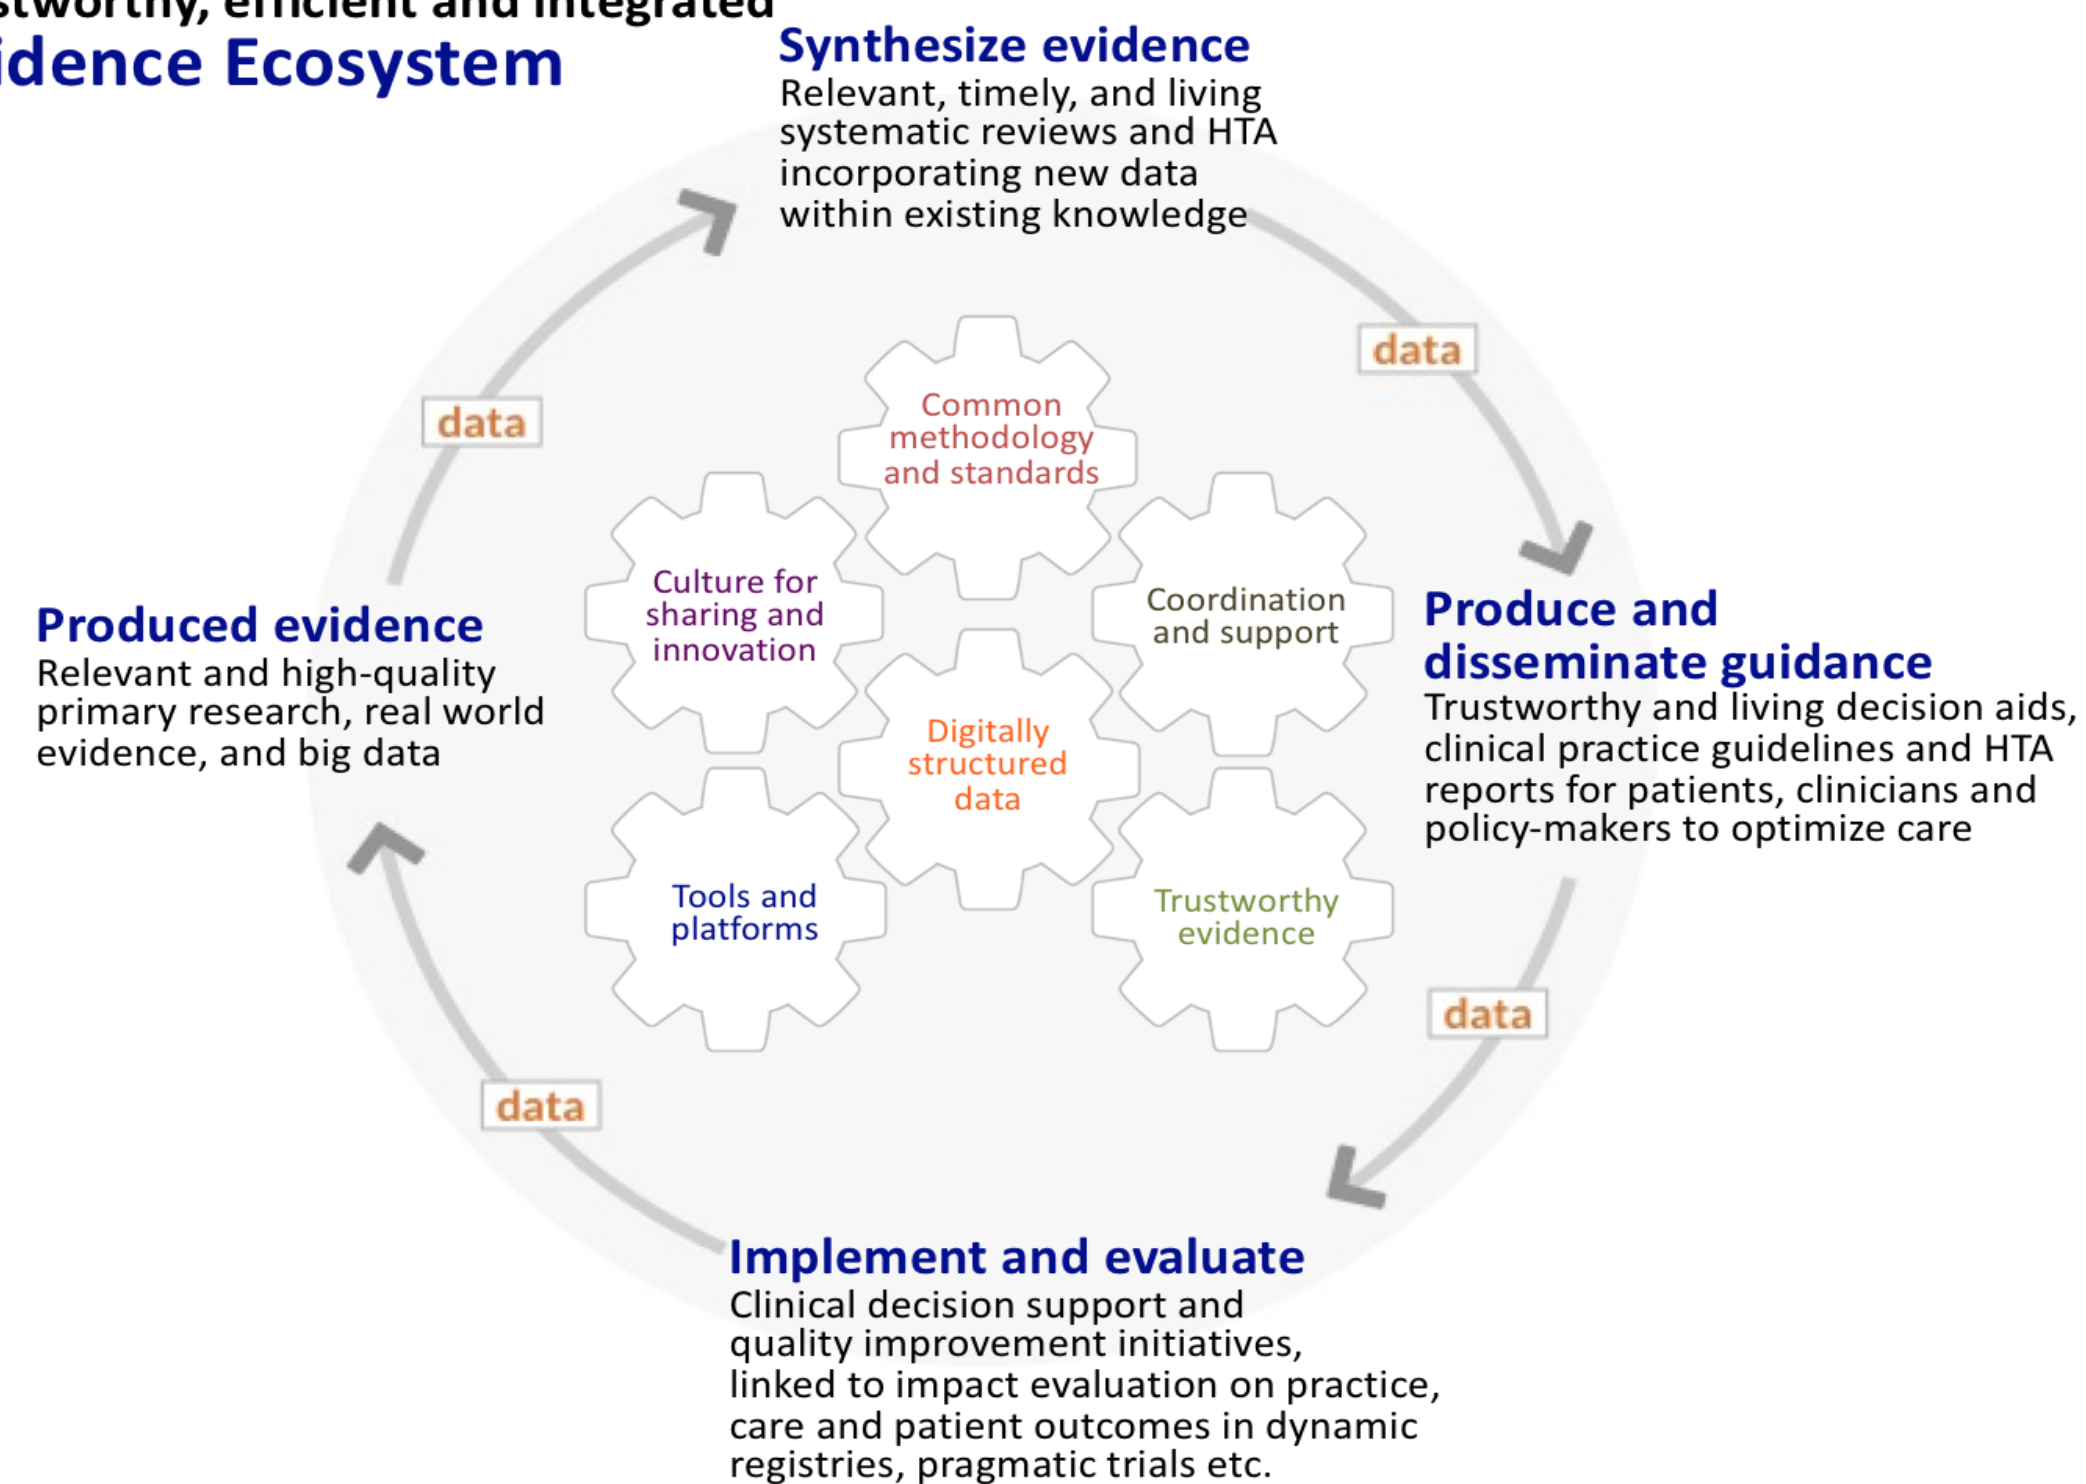 stworthy, efficient and integrated
idence Ecosystem
Synthesize evidence
Relevant, timely, and living
systematic reviews and HTA
incorporating new data
within existing knowledge
data
data
Common
methodology
and standards
Culture for
sharing and
innovation
Coordination
and support
Digitally
structured
data
Tools and
platforms
Trustworthy
evidence
Produced evidence
Relevant and high-quality
primary research, real world
evidence, and big data
Produce and
disseminate guidance
Trustworthy and living decision aids,
clinical practice guidelines and HTA
reports for patients, clinicians and
policy-makers to optimize care
data
data
Implement and evaluate
Clinical decision support and
quality improvement initiatives,
linked to impact evaluation on practice,
care and patient outcomes in dynamic
registries, pragmatic trials etc.